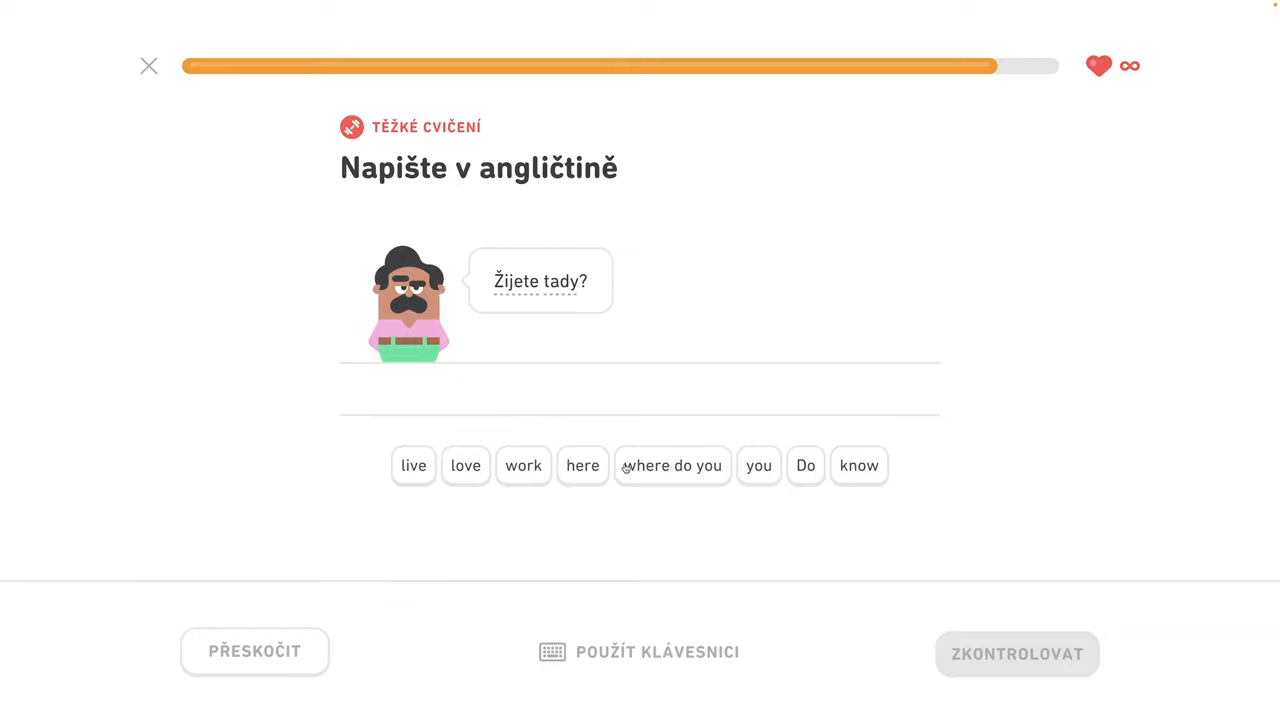 TĚŽKÉ CVIČENÍ
Napište v angličtině
Žijete tady?
live love work here where do you you Do know
PŘESKOČIT POUŽÍT KLÁVESNICI ZKONTROLOVAT